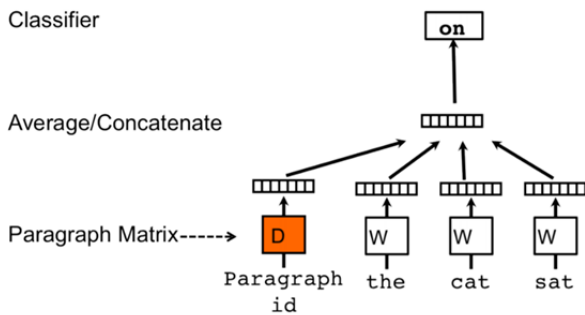 Classifier
on
Average/Concatenate
Paragraph Matrix
D W W W
Paragraph the cat sat
id